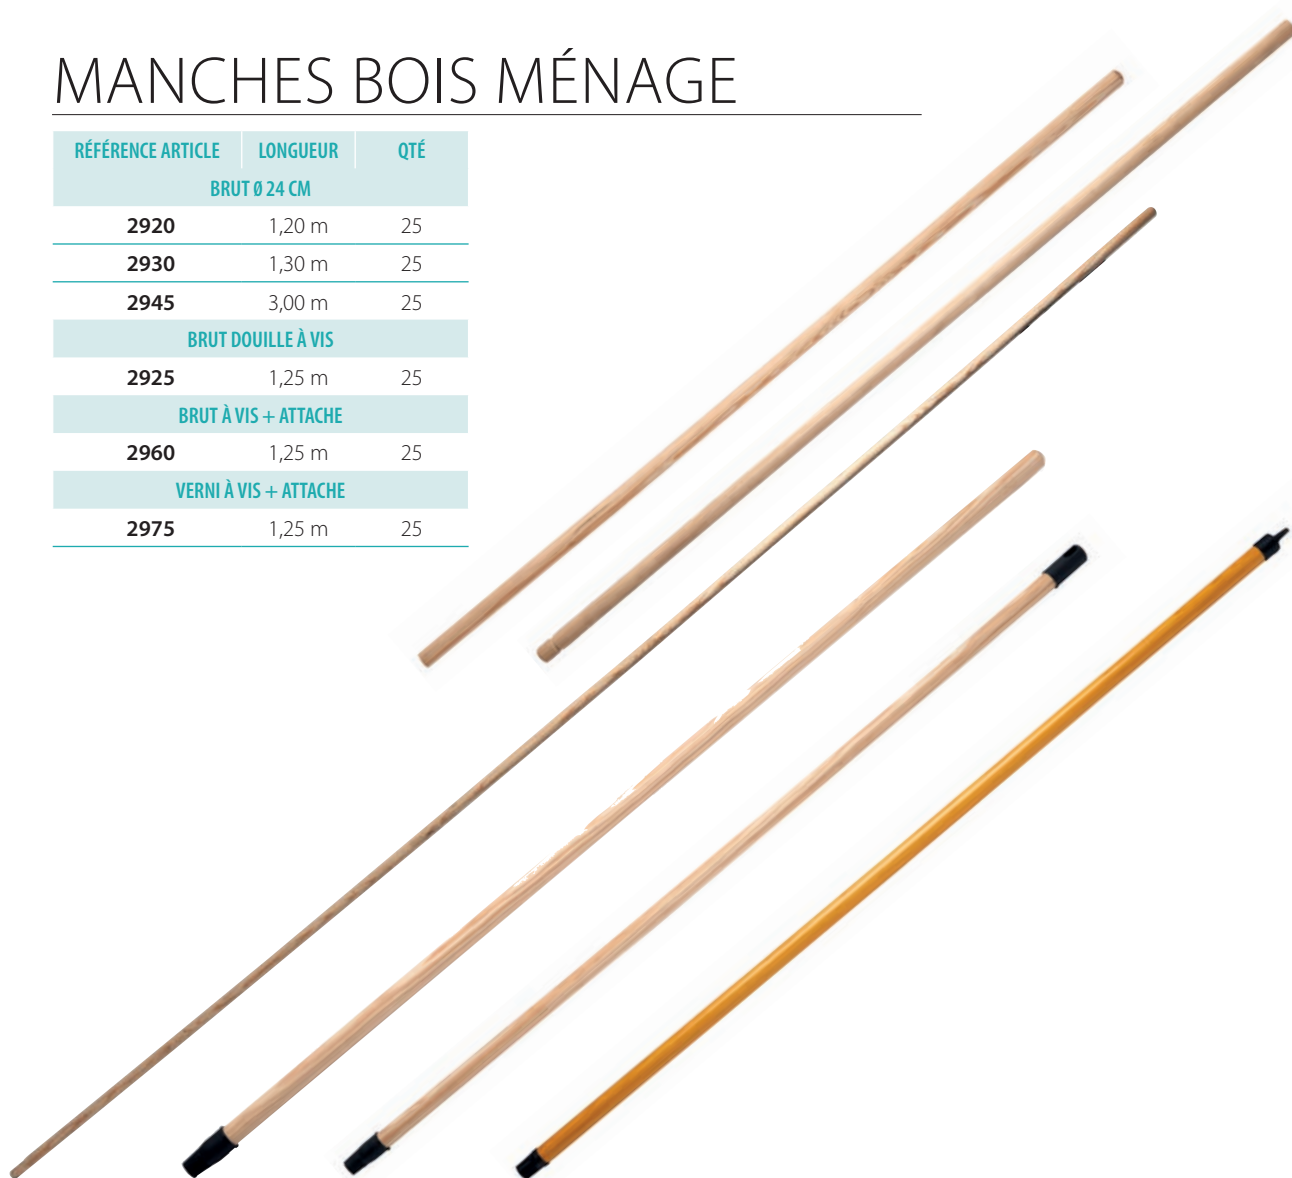 MANCHES BOIS MÉNAGE
RÉFÉRENCE ARTICLE LONGUEUR QTÉ
BRUT Ø 24 CM
2920 1,20 m 25
2930 1,30 m 25
2945 3,00 m 25
BRUT DOUILLE À VIS
2925 1,25 m 25
BRUT À VIS + ATTACHE
2960 1,25 m 25
VERNI À VIS + ATTACHE
2975 1,25 m 25